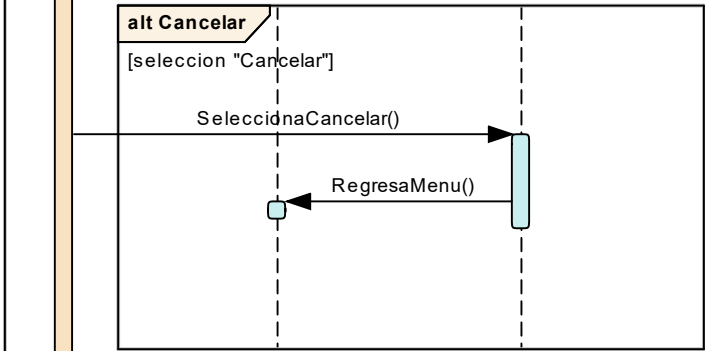 alt Cancelar
[seleccion "Cancelar"]
SeleccionaCancelar()
RegresaMenu()